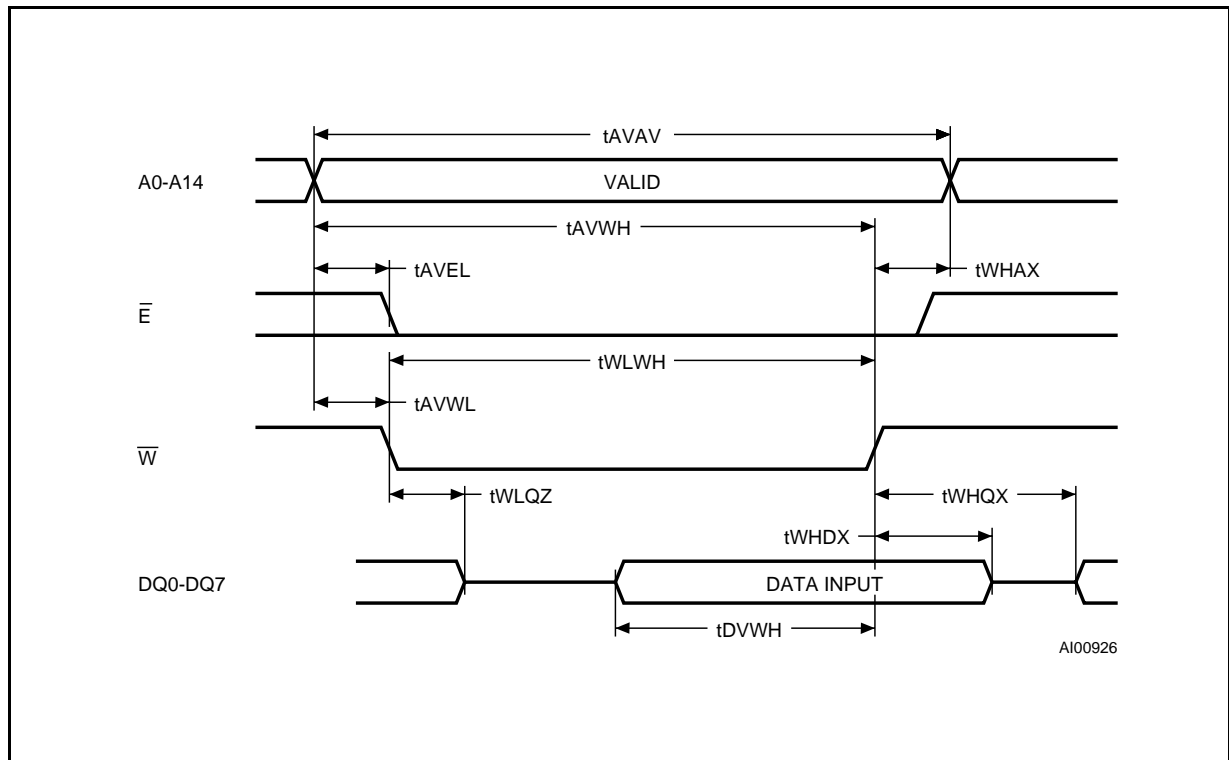 tAVAV
A0-A14
VALID
tAVWH
tAVEL
tWHAX
E̅
tWLWH
tAVWL
W̅
tWLQZ
tWHQX
tWHDX
DQ0-DQ7
DATA INPUT
tDVWH
AI00926